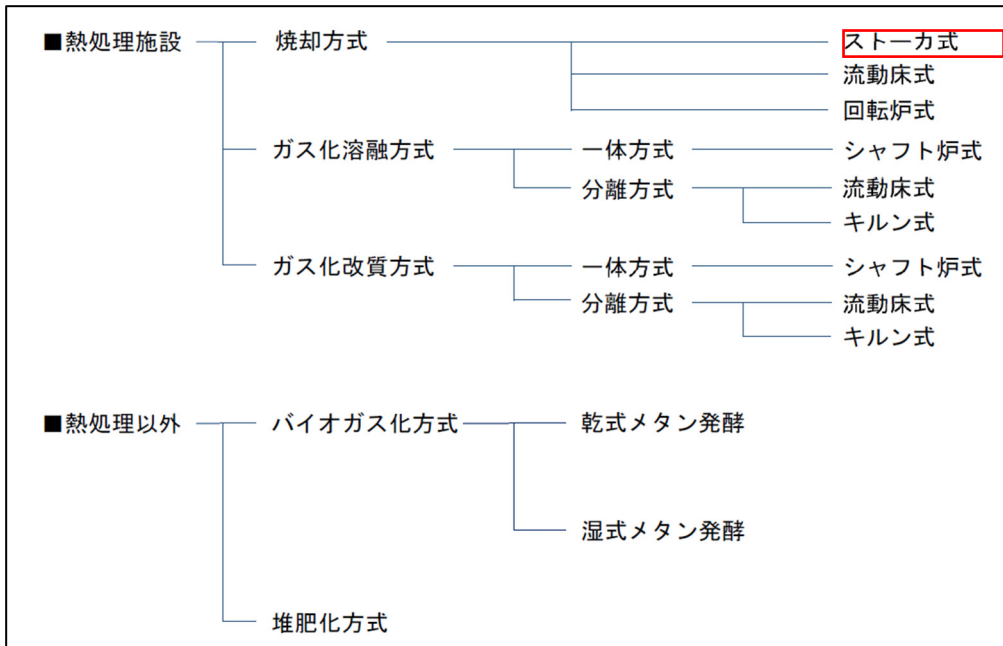 ■熱処理施設 焼却方式 ストーカ式
流動床式
回転炉式
ガス化溶融方式 一体方式 シャフト炉式
分離方式 流動床式
キルン式
ガス化改質方式 一体方式 シャフト炉式
分離方式 流動床式
キルン式
■熱処理以外 バイオガス化方式 乾式メタン発酵
湿式メタン発酵
堆肥化方式